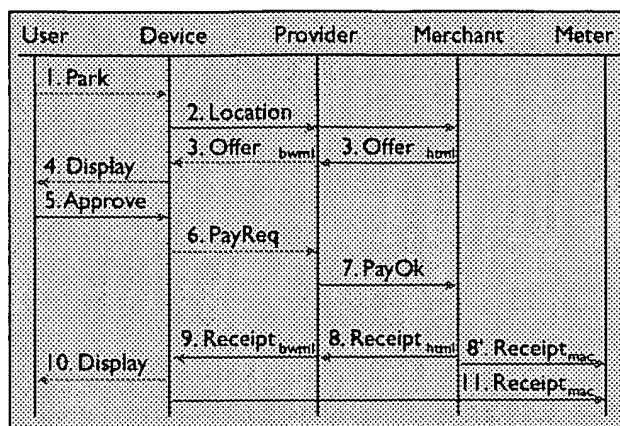 User Device Provider Merchant Meter
1. Park
2. Location
3. Offer bwml 3. Offer html
4. Display
5. Approve
6. PayReq
7. PayOk
9. Receipt bwml 8. Receipt html 8'. Receipt mac
10. Display
11. Receipt mac